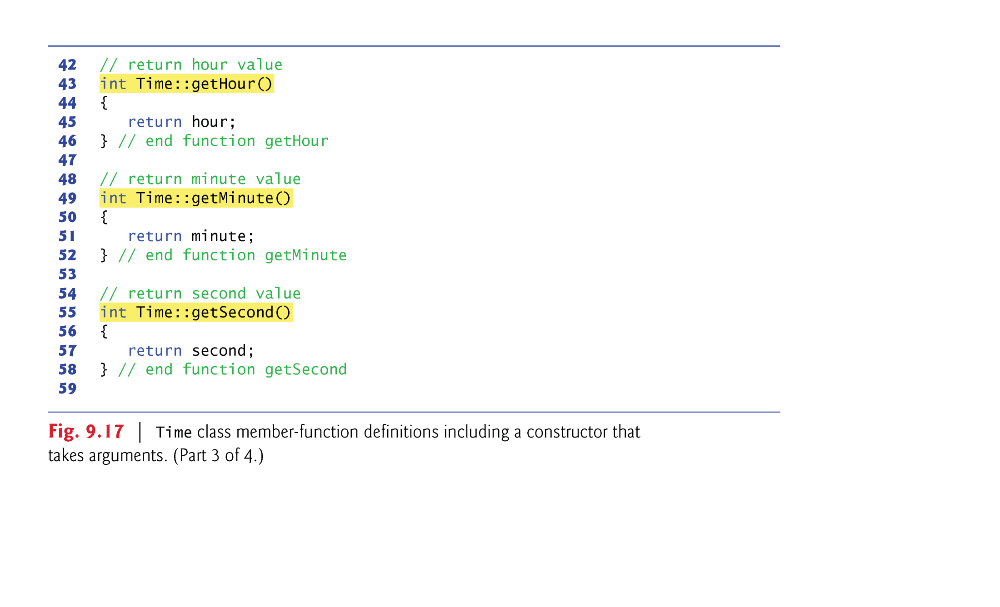 42 // return hour value
43 int Time::getHour()
44 {
45    return hour;
46 } // end function getHour
47
48 // return minute value
49 int Time::getMinute()
50 {
51    return minute;
52 } // end function getMinute
53
54 // return second value
55 int Time::getSecond()
56 {
57    return second;
58 } // end function getSecond
59
Fig. 9.17 | Time class member-function definitions including a constructor that
takes arguments. (Part 3 of 4.)